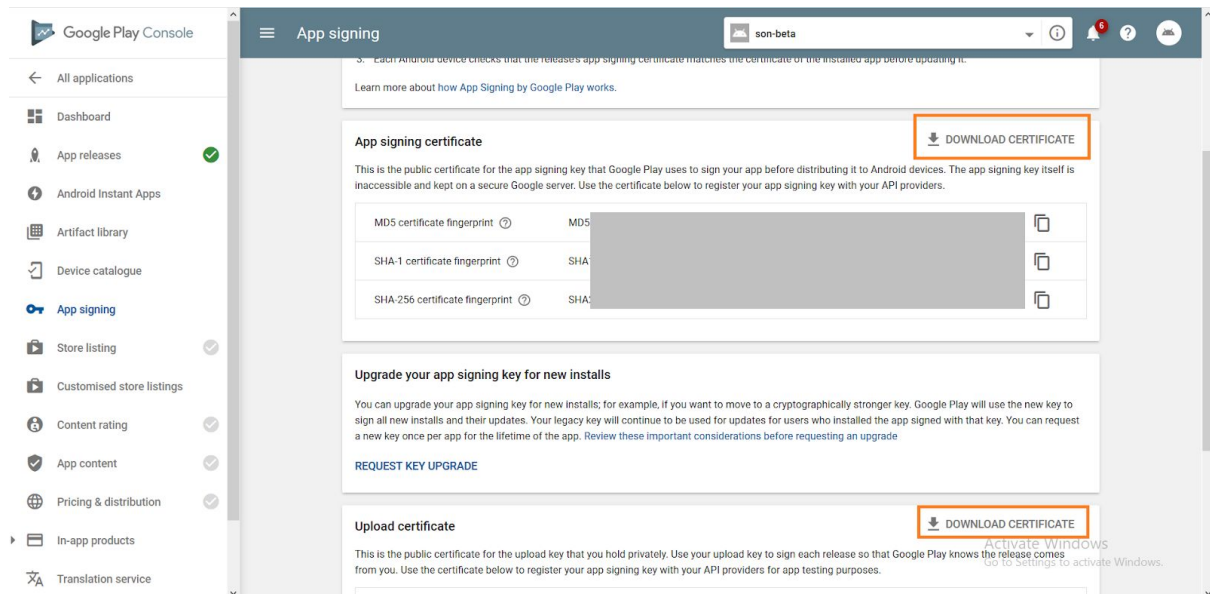 Google Play Console
App signing
son-beta
6
All applications
Dashboard
App releases
Android Instant Apps
Artifact library
Device catalogue
App signing
Store listing
Customised store listings
Content rating
App content
Pricing & distribution
In-app products
Translation service
3. Each Android device checks that the release's app signing certificate matches the certificate of the installed app before updating it.
Learn more about how App Signing by Google Play works.
App signing certificate
DOWNLOAD CERTIFICATE
This is the public certificate for the app signing key that Google Play uses to sign your app before distributing it to Android devices. The app signing key itself is
inaccessible and kept on a secure Google server. Use the certificate below to register your app signing key with your API providers.
MD5 certificate fingerprint MD5
SHA-1 certificate fingerprint SHA
SHA-256 certificate fingerprint SHA
Upgrade your app signing key for new installs
You can upgrade your app signing key for new installs; for example, if you want to move to a cryptographically stronger key. Google Play will use the new key to
sign all new installs and their updates. Your legacy key will continue to be used for updates for users who installed the app signed with that key. You can request
a new key once per app for the lifetime of the app. Review these important considerations before requesting an upgrade
REQUEST KEY UPGRADE
Upload certificate
DOWNLOAD CERTIFICATE
This is the public certificate for the upload key that you hold privately. Use your upload key to sign each release so that Google Play knows the release comes
from you. Use the certificate below to register your app signing key with your API providers for app testing purposes.
Activate Windows
Go to Settings to activate Windows.